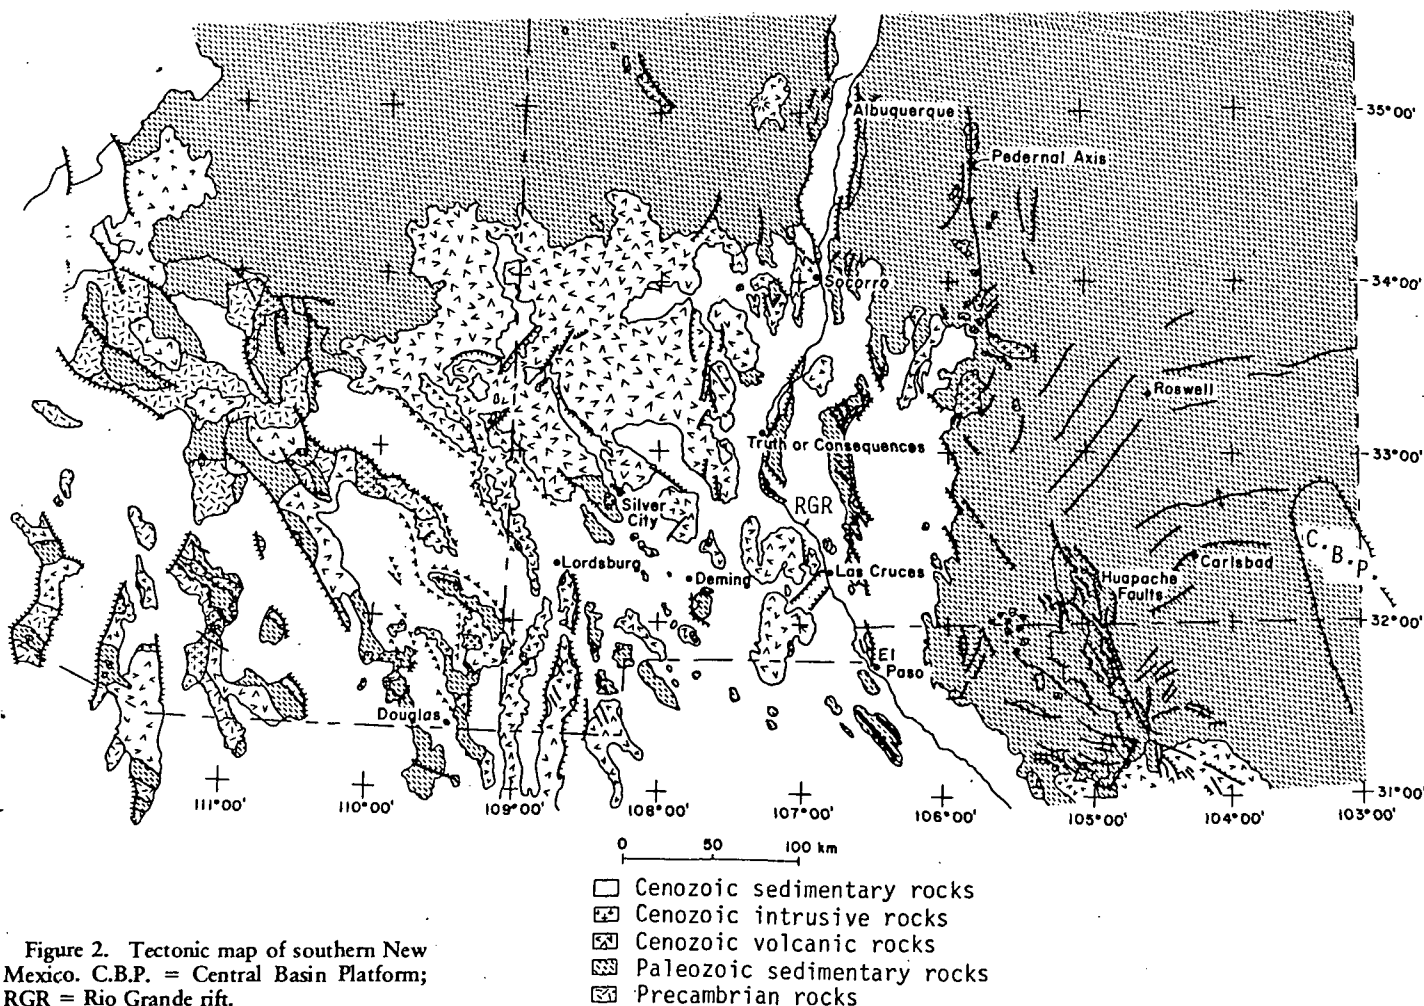 Albuquerque
35°00'
Pedernal Axis
Socorro
34°00'
Roswell
Truth or Consequences
33°00'
Silver
City
RGR
C.B.P.
Lordsburg
Deming
Las Cruces
Carlsbad
Huapache
Faults
32°00'
El
Paso
Douglas
31°00'
111°00'
110°00'
109°00'
108°00'
107°00'
106°00'
105°00'
104°00'
103°00'
0 50 100 km
Cenozoic sedimentary rocks
Cenozoic intrusive rocks
Cenozoic volcanic rocks
Paleozoic sedimentary rocks
Precambrian rocks
Figure 2. Tectonic map of southern New
Mexico. C.B.P. = Central Basin Platform;
RGR = Rio Grande rift.